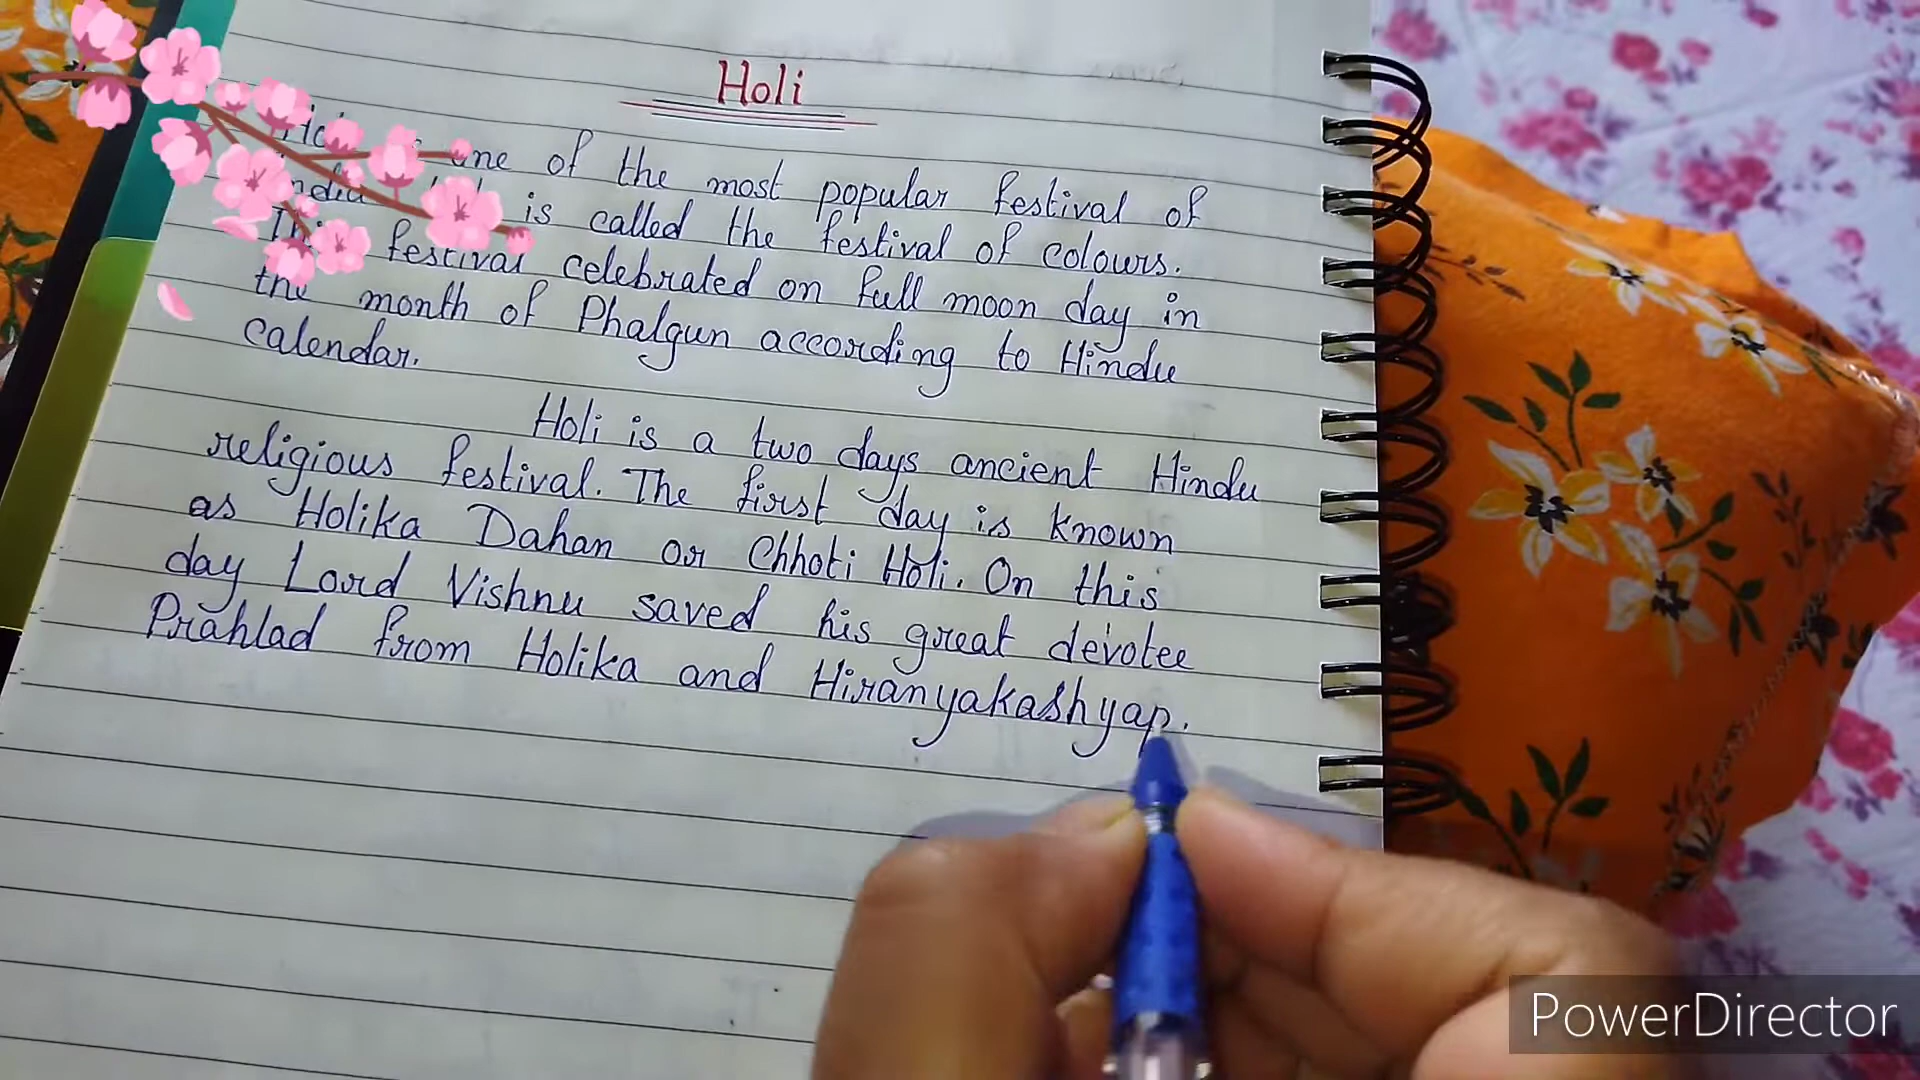 Holi
one of the most popular festival of
is called the festival of colours.
This festival celebrated on full moon day in
the month of Phalgun according to Hindu
calendar.
Holi is a two days ancient Hindu
religious festival. The first day is known
as Holika Dahan or Chhoti Holi. On this
day Lord Vishnu saved his great devotee
Prahlad from Holika and Hiranyakashyap.
PowerDirector